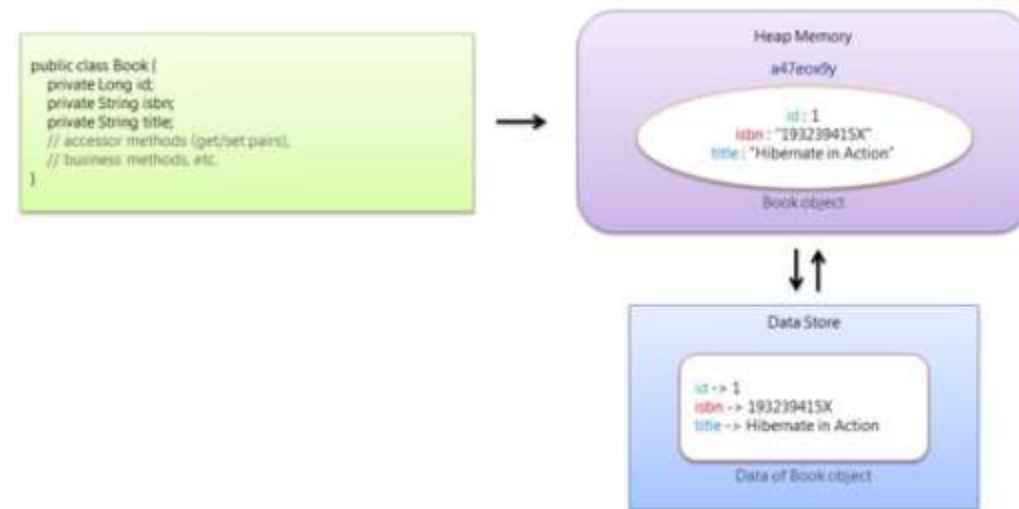 public class Book {
private Long id;
private String isbn;
private String title;
// accessor methods (get/set pairs),
// business methods, etc.
}
Heap Memory
a47eox9y
id : 1
isbn : "193239415X"
title : "Hibernate in Action"
Book object
Data Store
id -> 1
isbn -> 193239415X
title -> Hibernate in Action
Data of Book object